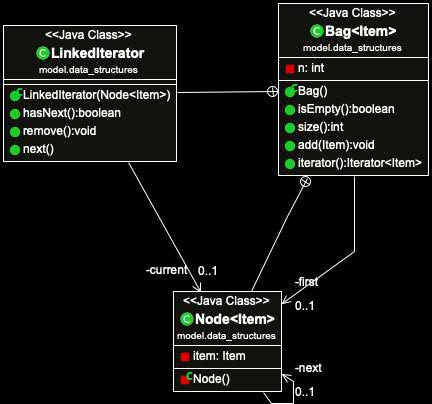 <<Java Class>>
LinkedIterator
model.data_structures
LinkedIterator(Node<Item>)
hasNext():boolean
remove():void
next()
<<Java Class>>
Bag<Item>
model.data_structures
n: int
Bag()
isEmpty():boolean
size():int
add(Item):void
iterator():Iterator<Item>
-current 0..1
-first
0..1
<<Java Class>>
Node<Item>
model.data_structures
item: Item
Node()
-next
0..1